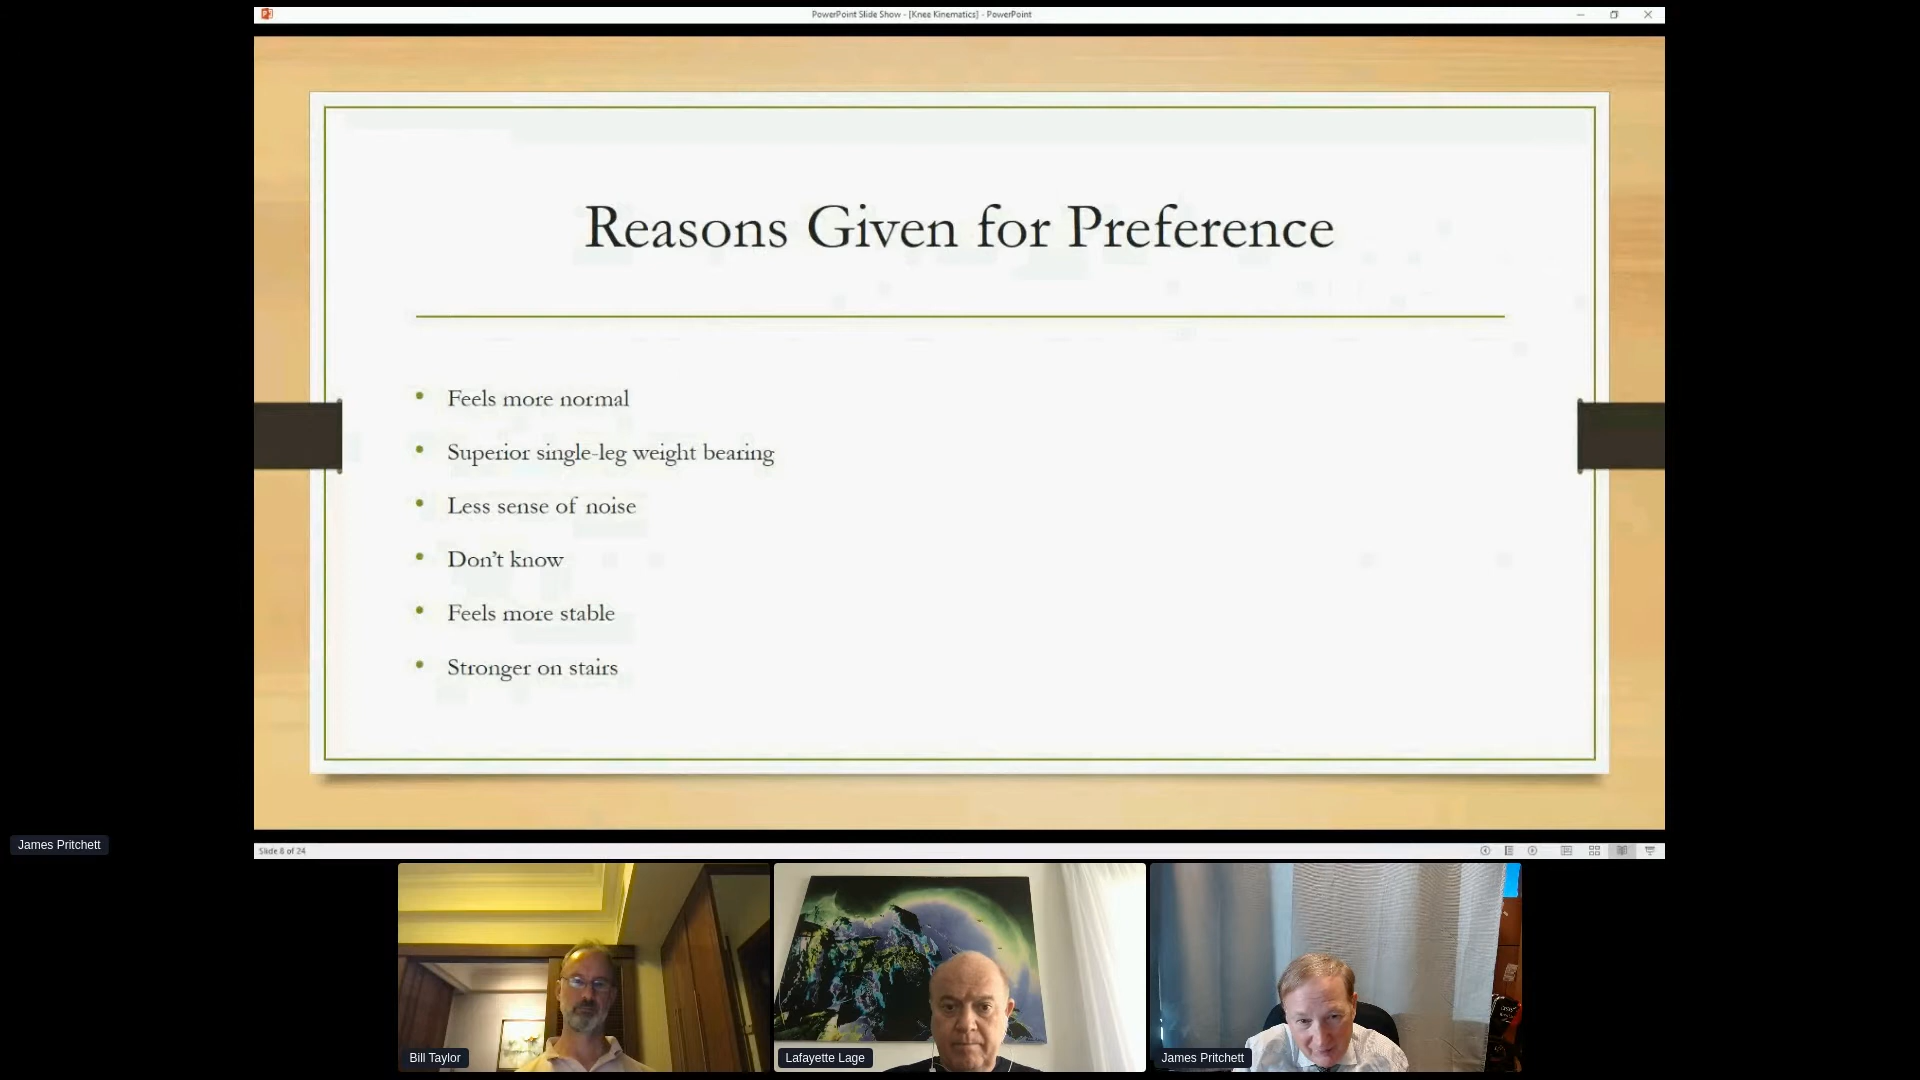 PowerPoint Slide Show - [Knee Kinematics] - PowerPoint
Reasons Given for Preference
• Feels more normal
• Superior single-leg weight bearing
• Less sense of noise
• Don't know
• Feels more stable
• Stronger on stairs
James Pritchett
Slide 8 of 24
Bill Taylor
Lafayette Lage
James Pritchett